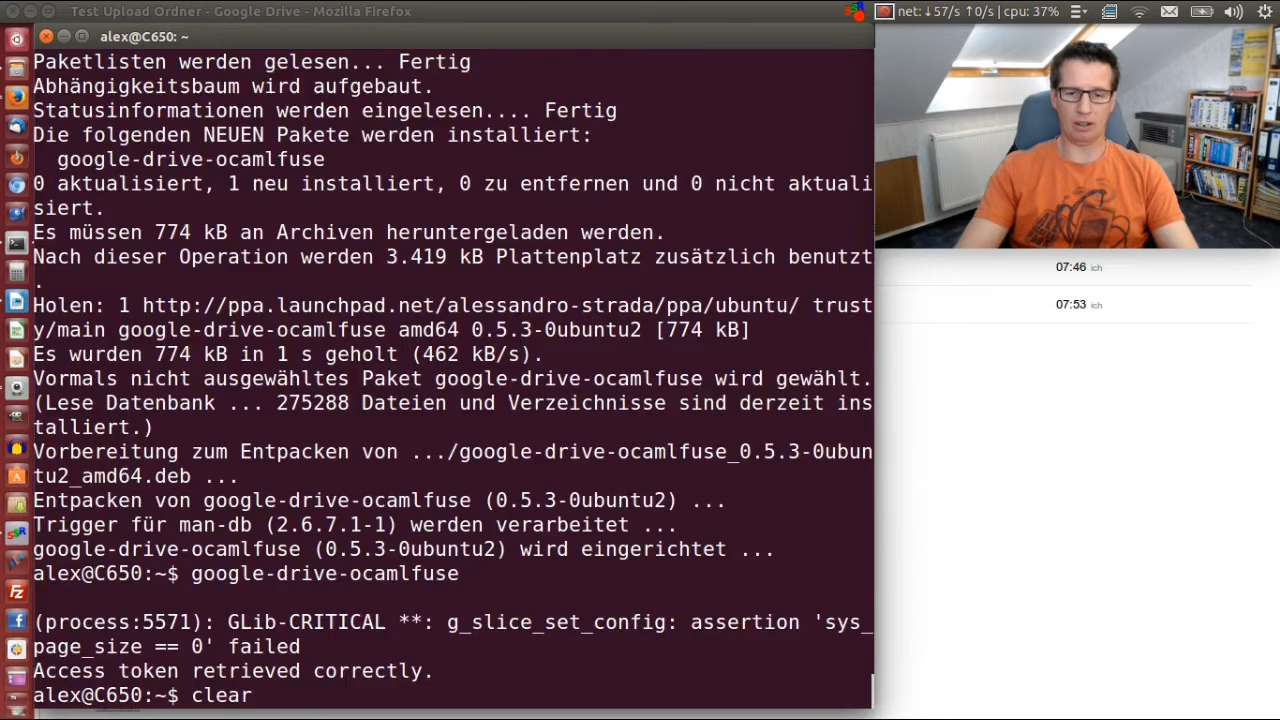 Test Upload Ordner - Google Drive - Mozilla Firefox
net: ↓57/s ↑0/s | cpu: 37%
alex@C650: ~
Paketlisten werden gelesen... Fertig
Abhängigkeitsbaum wird aufgebaut.
Statusinformationen werden eingelesen.... Fertig
Die folgenden NEUEN Pakete werden installiert:
google-drive-ocamlfuse
0 aktualisiert, 1 neu installiert, 0 zu entfernen und 0 nicht aktuali
siert.
Es müssen 774 kB an Archiven heruntergeladen werden.
Nach dieser Operation werden 3.419 kB Plattenplatz zusätzlich benutzt
.
Holen: 1 http://ppa.launchpad.net/alessandro-strada/ppa/ubuntu/ trust
y/main google-drive-ocamlfuse amd64 0.5.3-0ubuntu2 [774 kB]
Es wurden 774 kB in 1 s geholt (462 kB/s).
Vormals nicht ausgewähltes Paket google-drive-ocamlfuse wird gewählt.
(Lese Datenbank ... 275288 Dateien und Verzeichnisse sind derzeit ins
talliert.)
Vorbereitung zum Entpacken von .../google-drive-ocamlfuse_0.5.3-0ubun
tu2_amd64.deb ...
Entpacken von google-drive-ocamlfuse (0.5.3-0ubuntu2) ...
Trigger für man-db (2.6.7.1-1) werden verarbeitet ...
google-drive-ocamlfuse (0.5.3-0ubuntu2) wird eingerichtet ...
alex@C650:~$ google-drive-ocamlfuse
(process:5571): GLib-CRITICAL **: g_slice_set_config: assertion 'sys_
page_size == 0' failed
Access token retrieved correctly.
alex@C650:~$ clear
07:46 ich
07:53 ich